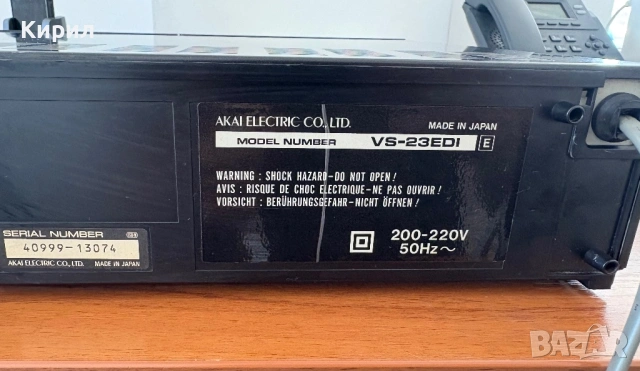 Кирил
AKAI ELECTRIC CO., LTD.
MADE IN JAPAN
MODEL NUMBER VS-23EDI E
WARNING : SHOCK HAZARD-DO NOT OPEN!
AVIS : RISQUE DE CHOC ELECTRIQUE-NE PAS OUVRIR!
VORSICHT : BERÜHRUNGSGEFAHR-NICHT ÖFFNEN!
200-220V
50Hz~
SERIAL NUMBER
40999-13074
AKAI ELECTRIC CO., LTD. MADE IN JAPAN
BAZAR